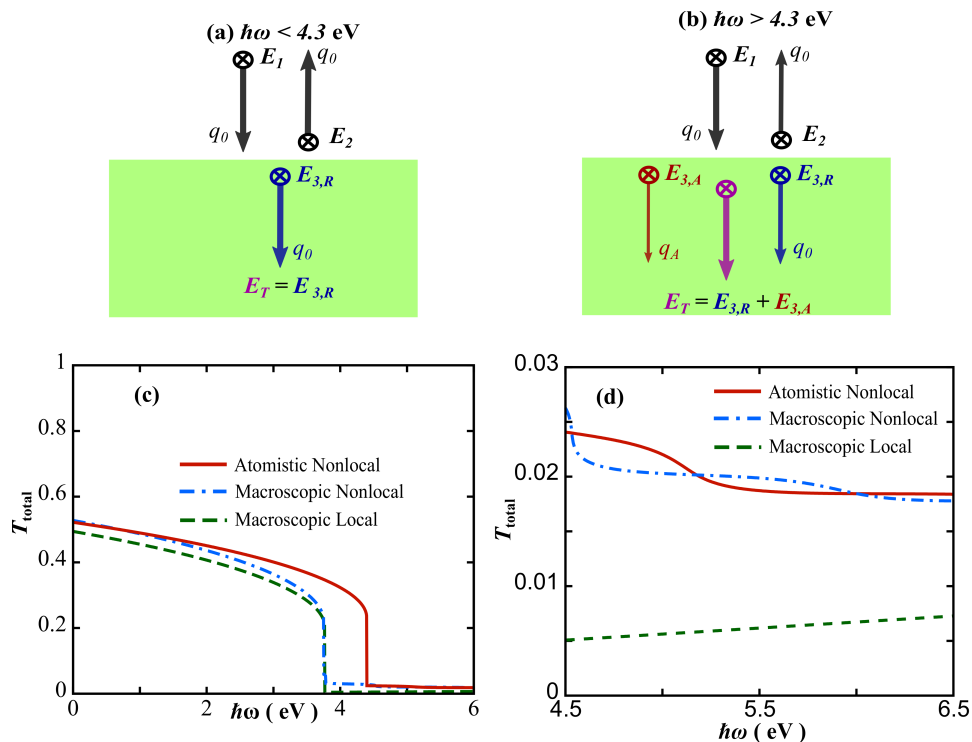 (a) ħω < 4.3 eV
E1
q0
q0
E2
E3,R
q0
ET = E3,R
(b) ħω > 4.3 eV
E1
q0
q0
E2
E3,A
E3,R
qA
q0
ET = E3,R + E3,A
(c)
1
0.8
0.6
0.4
0.2
0
Ttotal
Atomistic Nonlocal
Macroscopic Nonlocal
Macroscopic Local
0 2 4 6
ħω ( eV )
(d)
0.03
0.02
0.01
0
Ttotal
Atomistic Nonlocal
Macroscopic Nonlocal
Macroscopic Local
4.5 5.5 6.5
ħω ( eV )